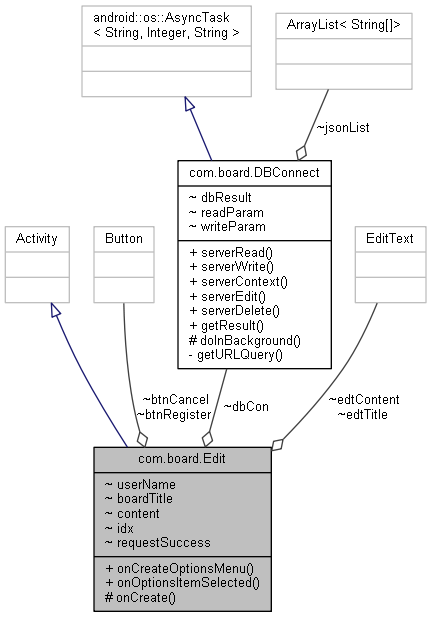 android::os::AsyncTask
< String, Integer, String >
ArrayList< String[]>
~jsonList
com.board.DBConnect
~ dbResult
~ readParam
~ writeParam
+ serverRead()
+ serverWrite()
+ serverContext()
+ serverEdit()
+ serverDelete()
+ getResult()
# doInBackground()
- getURLQuery()
Activity
Button
EditText
~btnCancel
~btnRegister
~dbCon
~edtContent
~edtTitle
com.board.Edit
~ userName
~ boardTitle
~ content
~ idx
~ requestSuccess
+ onCreateOptionsMenu()
+ onOptionsItemSelected()
# onCreate()